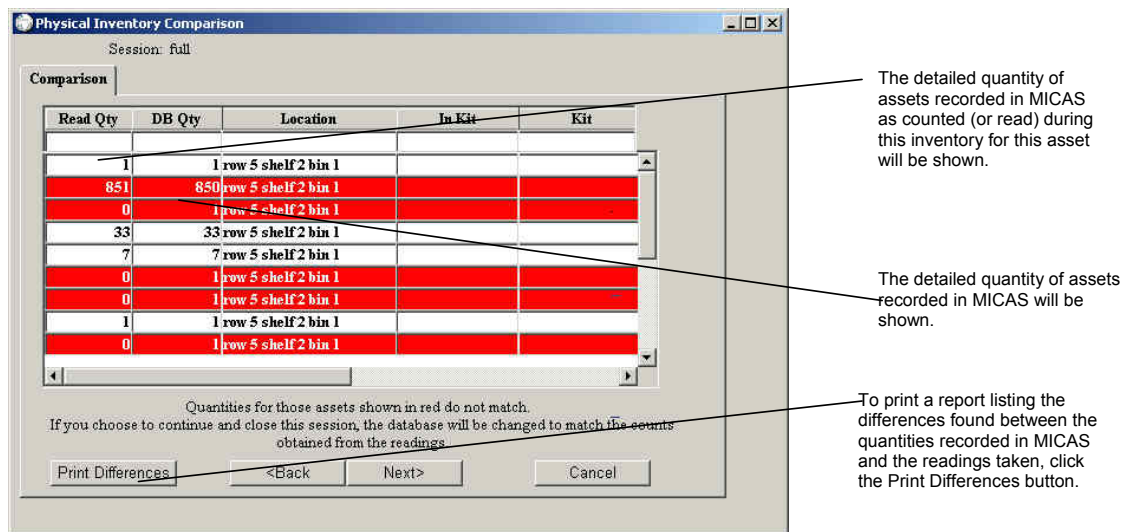 Physical Inventory Comparison
Session: full
Comparison
Read Qty DB Qty Location In Kit Kit
1 1 row 5 shelf 2 bin 1
851 850 row 5 shelf 2 bin 1
0 1 row 5 shelf 2 bin 1
33 33 row 5 shelf 2 bin 1
7 7 row 5 shelf 2 bin 1
0 1 row 5 shelf 2 bin 1
0 1 row 5 shelf 2 bin 1
1 1 row 5 shelf 2 bin 1
0 1 row 5 shelf 2 bin 1
Quantities for those assets shown in red do not match.
If you choose to continue and close this session, the database will be changed to match the counts
obtained from the readings.
Print Differences <Back Next> Cancel
The detailed quantity of
assets recorded in MICAS
as counted (or read) during
this inventory for this asset
will be shown.
The detailed quantity of assets
recorded in MICAS will be
shown.
To print a report listing the
differences found between the
quantities recorded in MICAS
and the readings taken, click
the Print Differences button.